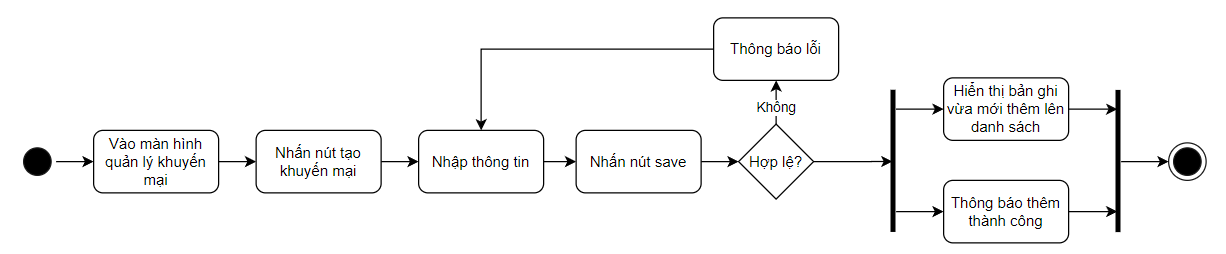 Vào màn hình
quản lý khuyến
mại
Nhấn nút tạo
khuyến mại
Nhập thông tin
Nhấn nút save
Hợp lệ?
Không
Thông báo lỗi
Hiển thị bản ghi
vừa mới thêm lên
danh sách
Thông báo thêm
thành công